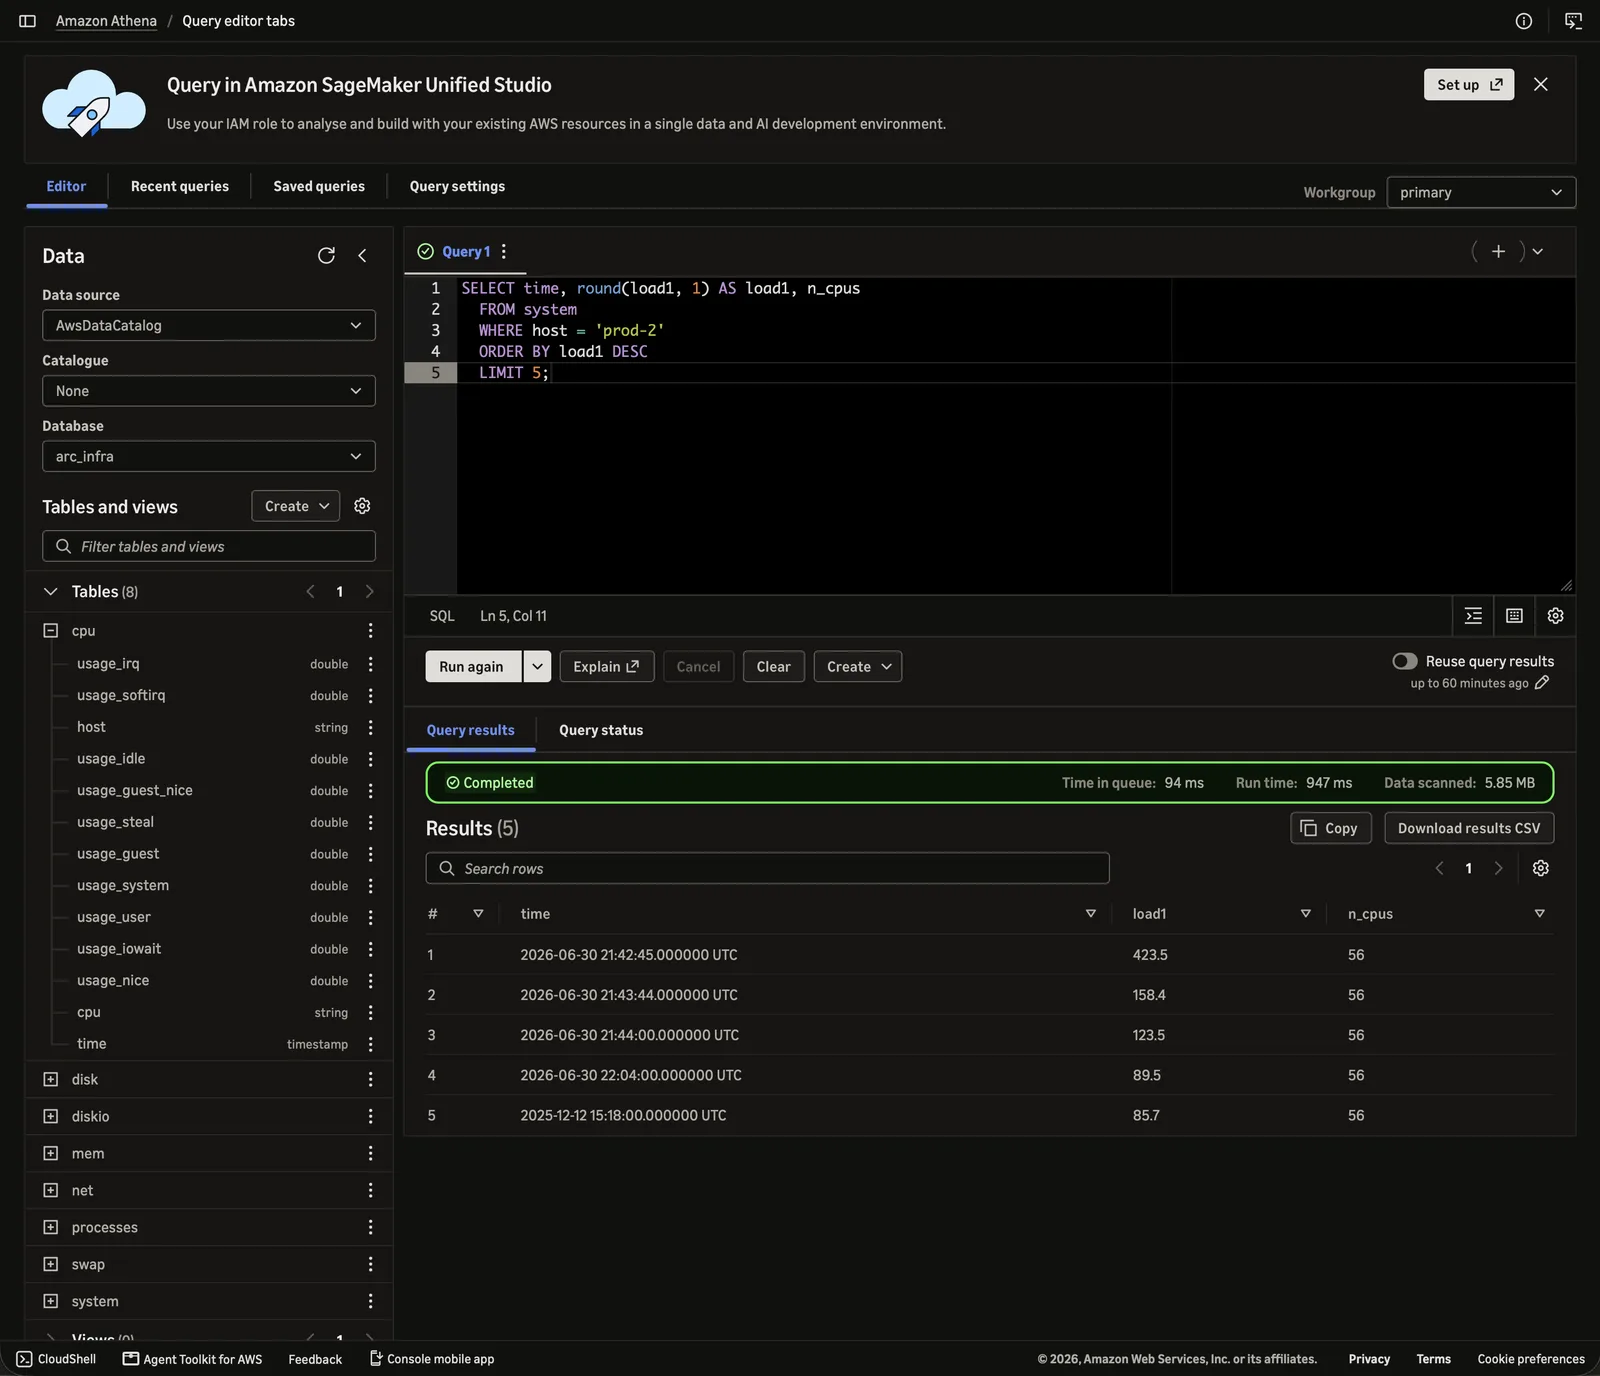 Amazon Athena / Query editor tabs
Query in Amazon SageMaker Unified Studio
Set up
Use your IAM role to analyse and build with your existing AWS resources in a single data and AI development environment.
Editor
Recent queries
Saved queries
Query settings
Workgroup
primary
Data
Data source
AwsDataCatalog
Catalogue
None
Database
arc_infra
Tables and views
Create
Filter tables and views
Tables (8)
1
cpu
usage_irq double
usage_softirq double
host string
usage_idle double
usage_guest_nice double
usage_steal double
usage_guest double
usage_system double
usage_user double
usage_iowait double
usage_nice double
cpu string
time timestamp
disk
diskio
mem
net
processes
swap
system
Views (0)
1
Query 1
1 SELECT time, round(load1, 1) AS load1, n_cpus
2 FROM system
3 WHERE host = 'prod-2'
4 ORDER BY load1 DESC
5 LIMIT 5;
SQL Ln 5, Col 11
Run again
Explain
Cancel
Clear
Create
Reuse query results
up to 60 minutes ago
Query results
Query status
Completed
Time in queue: 94 ms
Run time: 947 ms
Data scanned: 5.85 MB
Results (5)
Copy
Download results CSV
Search rows
1
# time load1 n_cpus
1 2026-06-30 21:42:45.000000 UTC 423.5 56
2 2026-06-30 21:43:44.000000 UTC 158.4 56
3 2026-06-30 21:44:00.000000 UTC 123.5 56
4 2026-06-30 22:04:00.000000 UTC 89.5 56
5 2025-12-12 15:18:00.000000 UTC 85.7 56
CloudShell
Agent Toolkit for AWS
Feedback
Console mobile app
© 2026, Amazon Web Services, Inc. or its affiliates.
Privacy
Terms
Cookie preferences